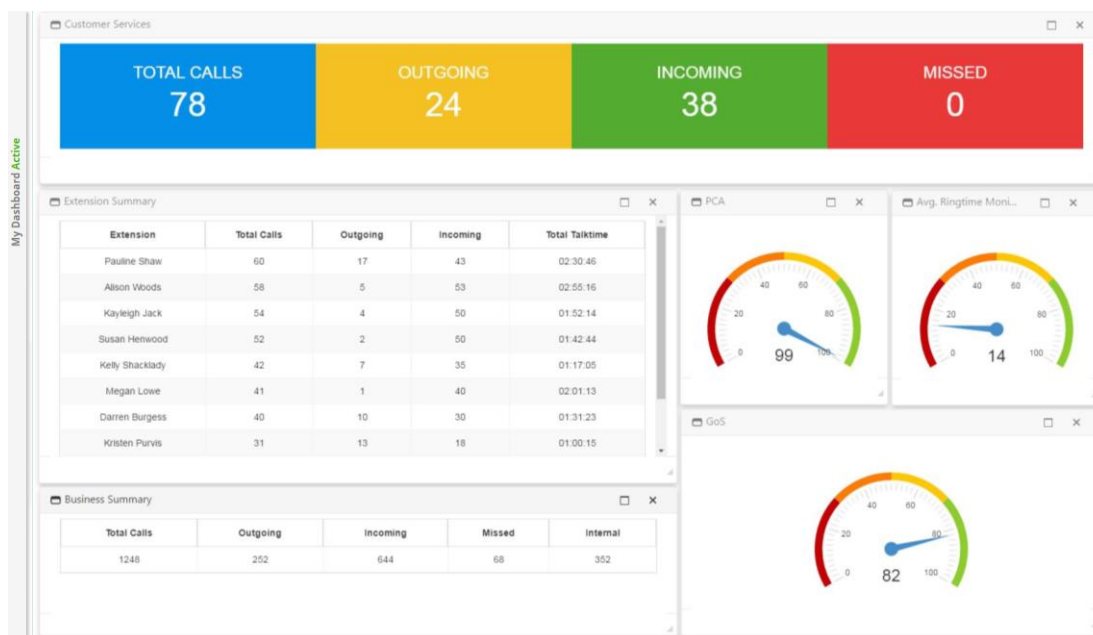 My Dashboard Active
Customer Services
TOTAL CALLS OUTGOING INCOMING MISSED
78 24 38 0
Extension Summary
Extension Total Calls Outgoing Incoming Total Talktime
Pauline Shaw 60 17 43 02:30:46
Alison Woods 58 5 53 02:55:16
Kayleigh Jack 54 4 50 01:52:14
Susan Henwood 52 2 50 01:42:44
Kelly Shacklady 42 7 35 01:17:05
Megan Lowe 41 1 40 02:01:13
Darren Burgess 40 10 30 01:31:23
Kristen Purvis 31 13 18 01:00:15
PCA
0 20 40 60 80 100
99
Avg. Ringtime Moni...
0 20 40 60 80 100
14
Business Summary
Total Calls Outgoing Incoming Missed Internal
1248 252 644 68 352
GoS
0 20 40 60 80 100
82